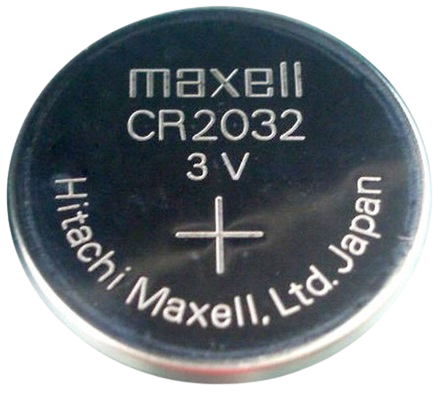 maxell
CR2032
3 V
+
Hitachi Maxell, Ltd. Japan